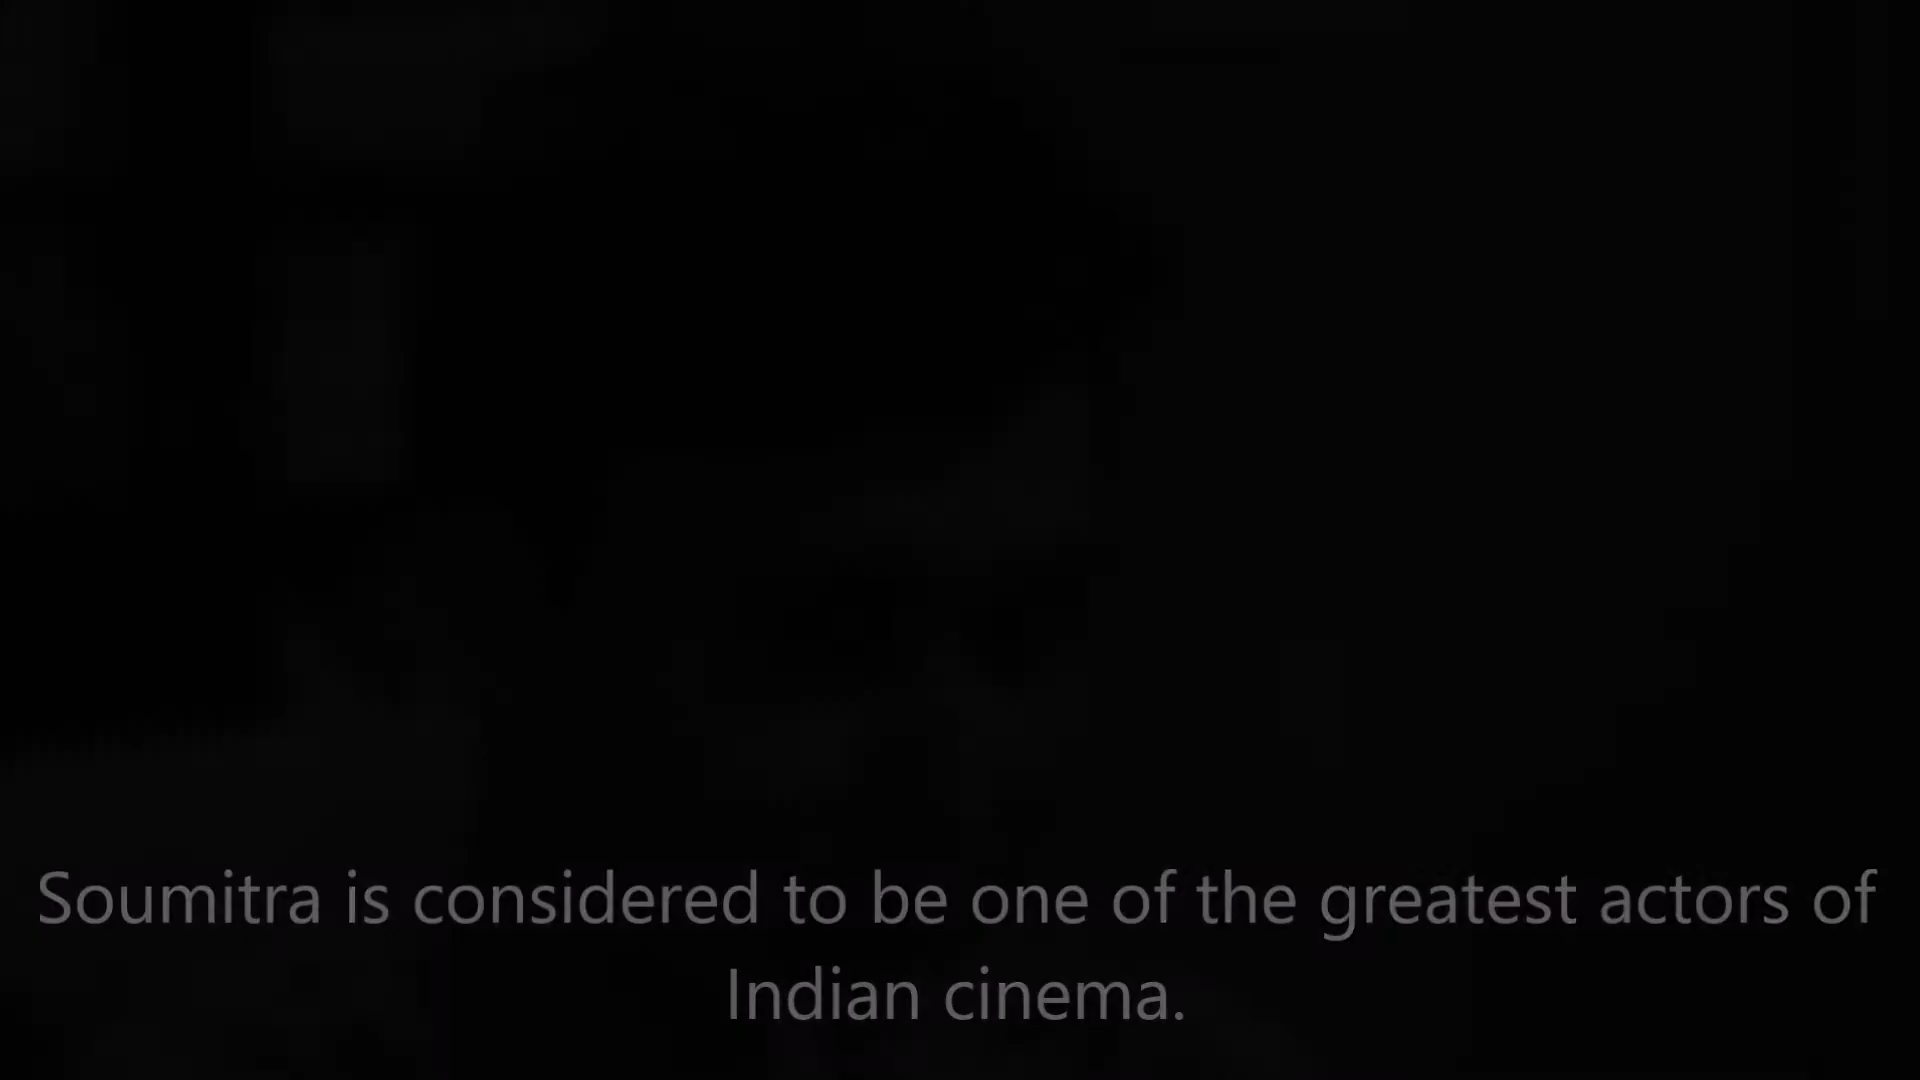 Soumitra is considered to be one of the greatest actors of
Indian cinema.